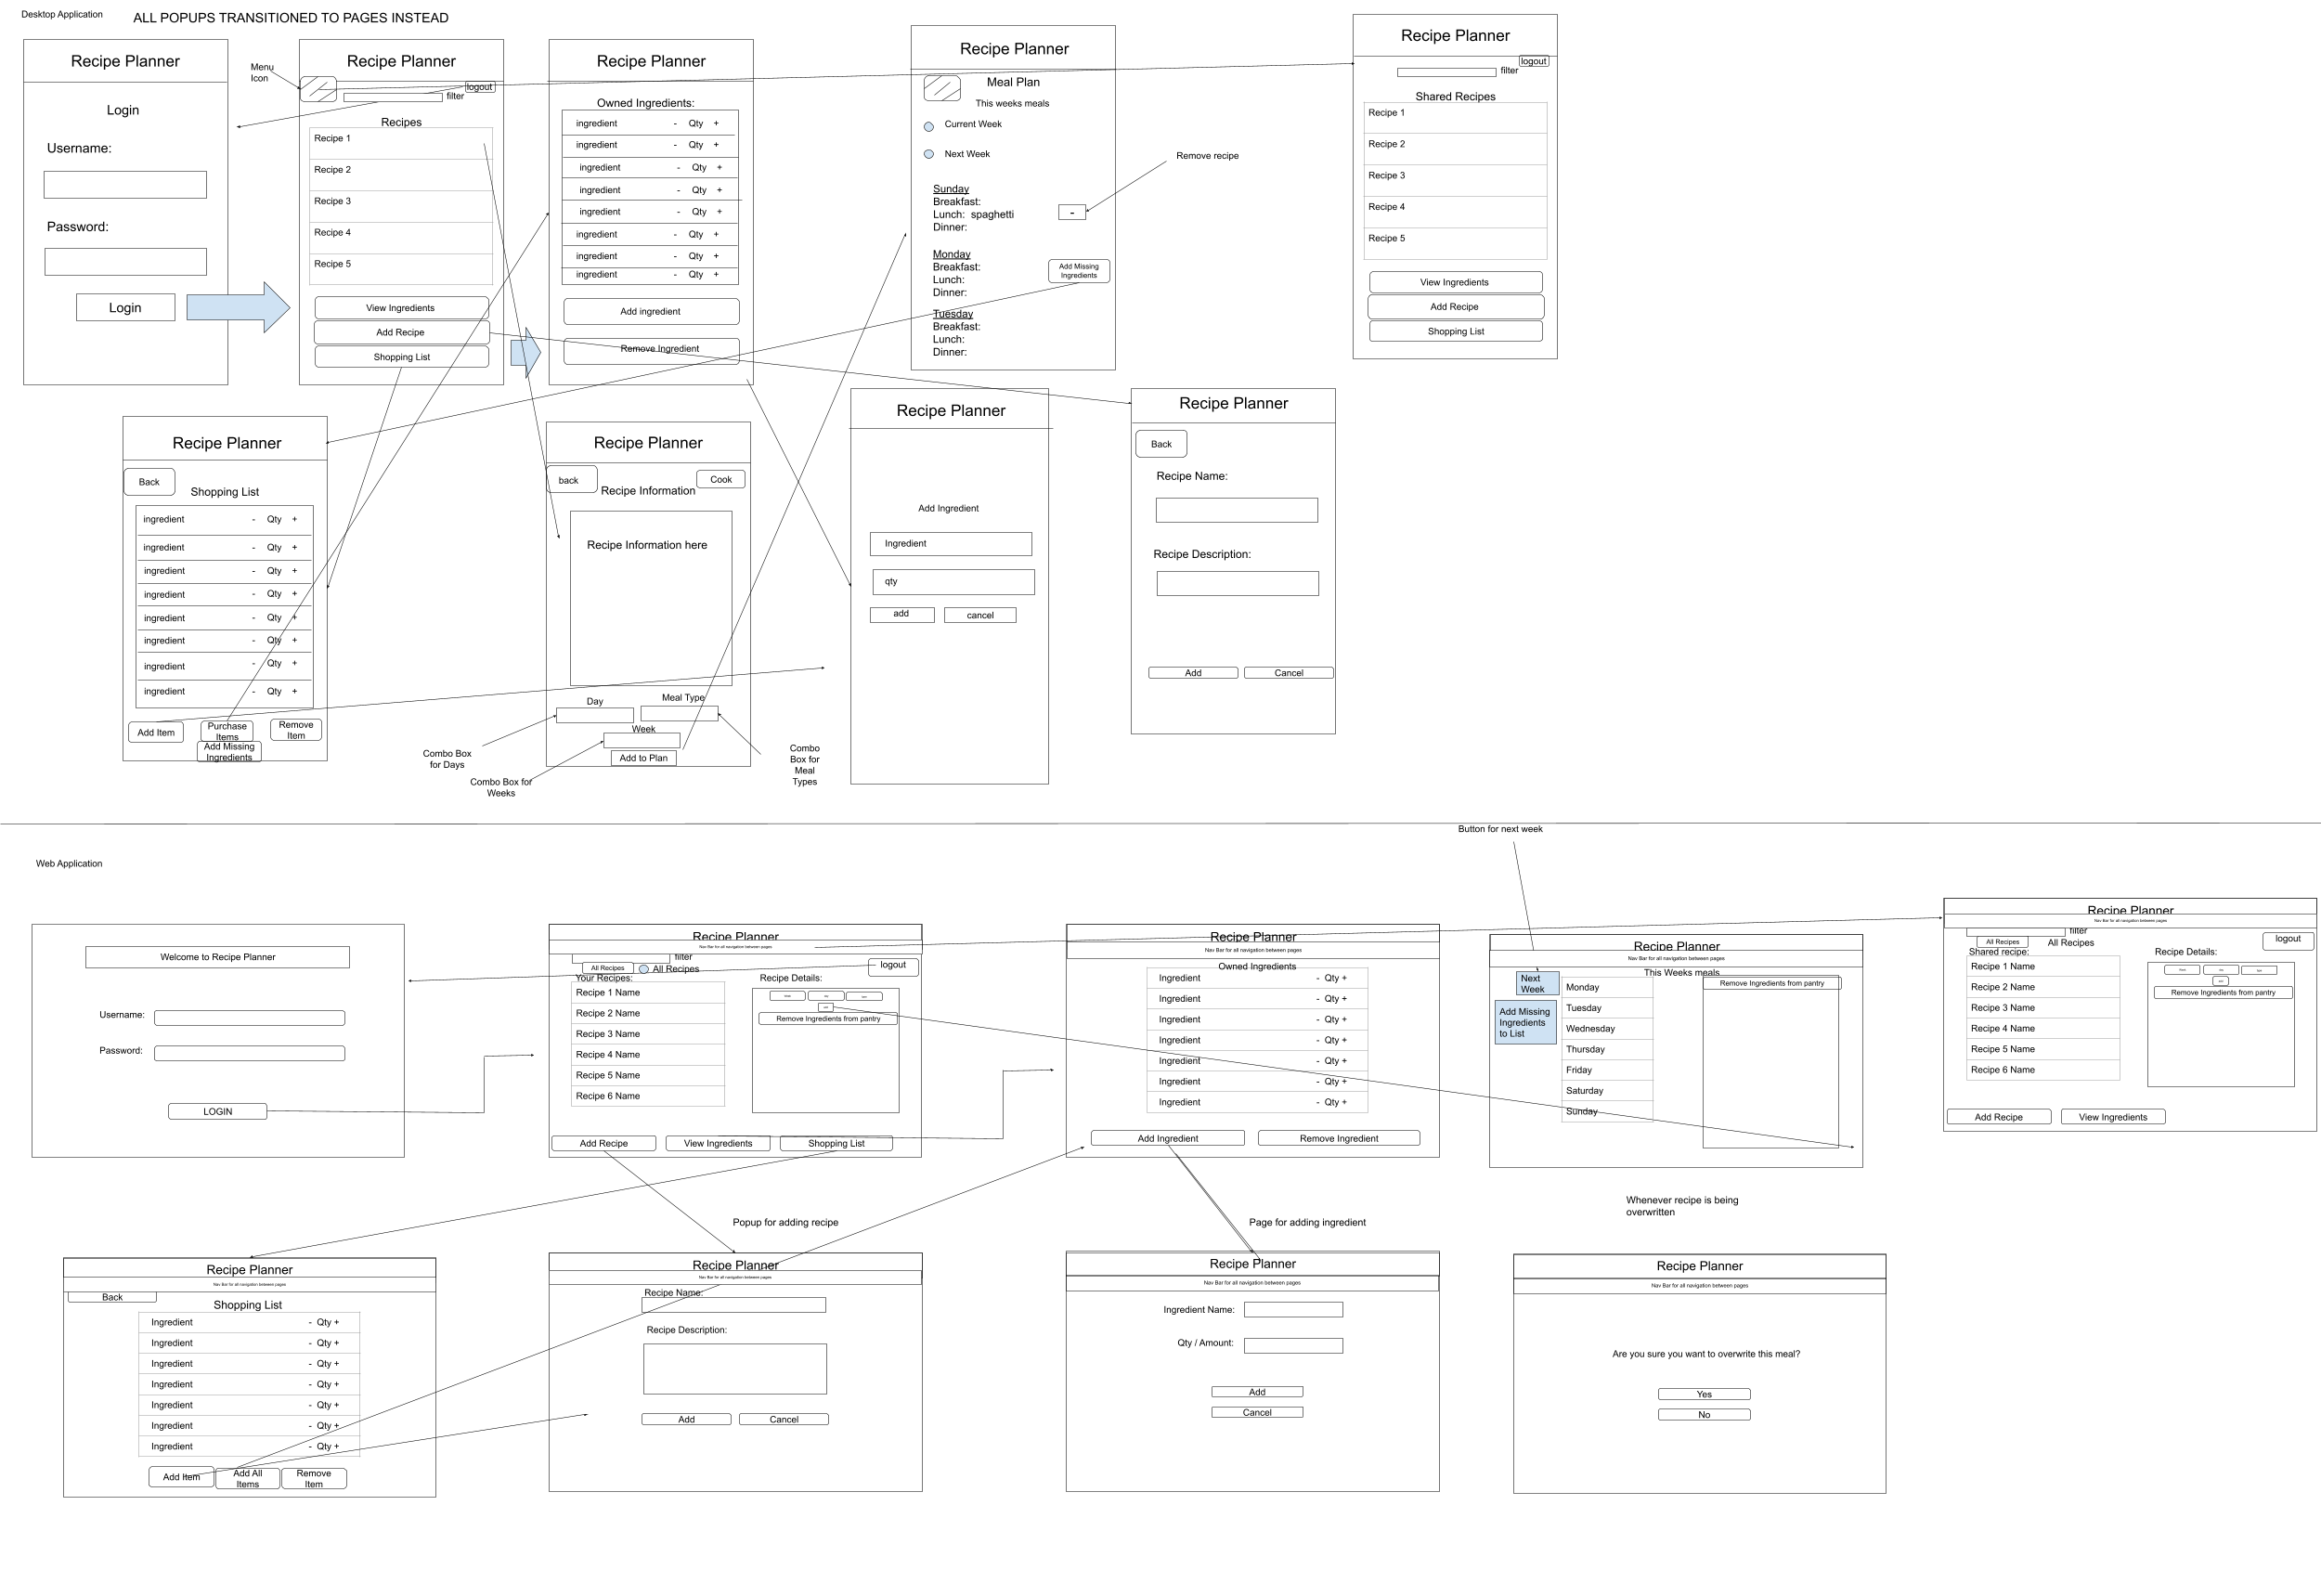 Desktop Application
ALL POPUPS TRANSITIONED TO PAGES INSTEAD
Recipe Planner
Login
Username:
Password:
Login
Menu
Icon
Recipe Planner
logout
filter
Recipes
Recipe 1
Recipe 2
Recipe 3
Recipe 4
Recipe 5
View Ingredients
Add Recipe
Shopping List
Recipe Planner
Owned Ingredients:
ingredient - Qty +
ingredient - Qty +
ingredient - Qty +
ingredient - Qty +
ingredient - Qty +
ingredient - Qty +
ingredient - Qty +
ingredient - Qty +
Add ingredient
Remove Ingredient
Recipe Planner
Meal Plan
This weeks meals
Current Week
Next Week
Sunday
Breakfast:
Lunch: spaghetti
-
Dinner:
Monday
Breakfast:
Lunch:
Dinner:
Add Missing
Ingredients
Tuesday
Breakfast:
Lunch:
Dinner:
Remove recipe
Recipe Planner
logout
filter
Shared Recipes
Recipe 1
Recipe 2
Recipe 3
Recipe 4
Recipe 5
View Ingredients
Add Recipe
Shopping List
Recipe Planner
Back
Shopping List
ingredient - Qty +
ingredient - Qty +
ingredient - Qty +
ingredient - Qty +
ingredient - Qty +
ingredient - Qty +
ingredient - Qty +
ingredient - Qty +
Add Item
Purchase
Items
Remove
Item
Add Missing
Ingredients
Recipe Planner
back
Cook
Recipe Information
Recipe Information here
Day
Meal Type
Week
Add to Plan
Combo Box
for Days
Combo Box for
Weeks
Combo
Box for
Meal
Types
Recipe Planner
Add Ingredient
Ingredient
qty
add
cancel
Recipe Planner
Back
Recipe Name:
Recipe Description:
Add
Cancel
Button for next week
Web Application
Welcome to Recipe Planner
Username:
Password:
LOGIN
Recipe Planner
Nav Bar for all navigation between pages
filter
All Recipes
All Recipes
logout
Your Recipes:
Recipe Details:
Recipe 1 Name
Recipe 2 Name
Recipe 3 Name
Recipe 4 Name
Recipe 5 Name
Recipe 6 Name
Remove Ingredients from pantry
Add Recipe
View Ingredients
Shopping List
Recipe Planner
Nav Bar for all navigation between pages
Owned Ingredients
Ingredient - Qty +
Ingredient - Qty +
Ingredient - Qty +
Ingredient - Qty +
Ingredient - Qty +
Ingredient - Qty +
Ingredient - Qty +
Add Ingredient
Remove Ingredient
Recipe Planner
Nav Bar for all navigation between pages
This Weeks meals
Next
Week
Add Missing
Ingredients
to List
Monday
Tuesday
Wednesday
Thursday
Friday
Saturday
Sunday
Remove Ingredients from pantry
Recipe Planner
Nav Bar for all navigation between pages
filter
All Recipes
All Recipes
logout
Shared recipe:
Recipe Details:
Recipe 1 Name
Recipe 2 Name
Recipe 3 Name
Recipe 4 Name
Recipe 5 Name
Recipe 6 Name
Remove Ingredients from pantry
Add Recipe
View Ingredients
Popup for adding recipe
Page for adding ingredient
Whenever recipe is being
overwritten
Recipe Planner
Nav Bar for all navigation between pages
Back
Shopping List
Ingredient - Qty +
Ingredient - Qty +
Ingredient - Qty +
Ingredient - Qty +
Ingredient - Qty +
Ingredient - Qty +
Ingredient - Qty +
Add Item
Add All
Items
Remove
Item
Recipe Planner
Nav Bar for all navigation between pages
Recipe Name:
Recipe Description:
Add
Cancel
Recipe Planner
Nav Bar for all navigation between pages
Ingredient Name:
Qty / Amount:
Add
Cancel
Recipe Planner
Nav Bar for all navigation between pages
Are you sure you want to overwrite this meal?
Yes
No